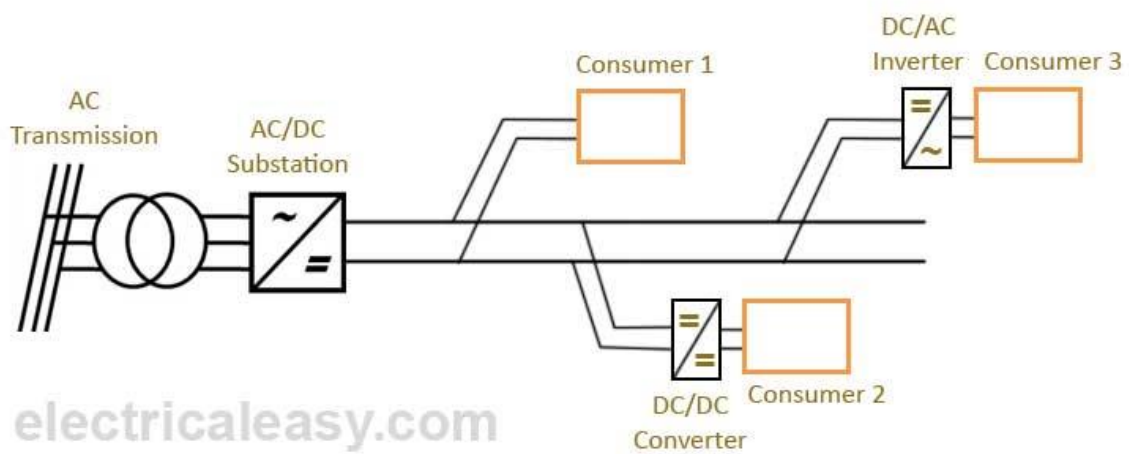 AC
Transmission
AC/DC
Substation
Consumer 1
DC/AC
Inverter
Consumer 3
DC/DC
Converter
Consumer 2
electricaleasy.com